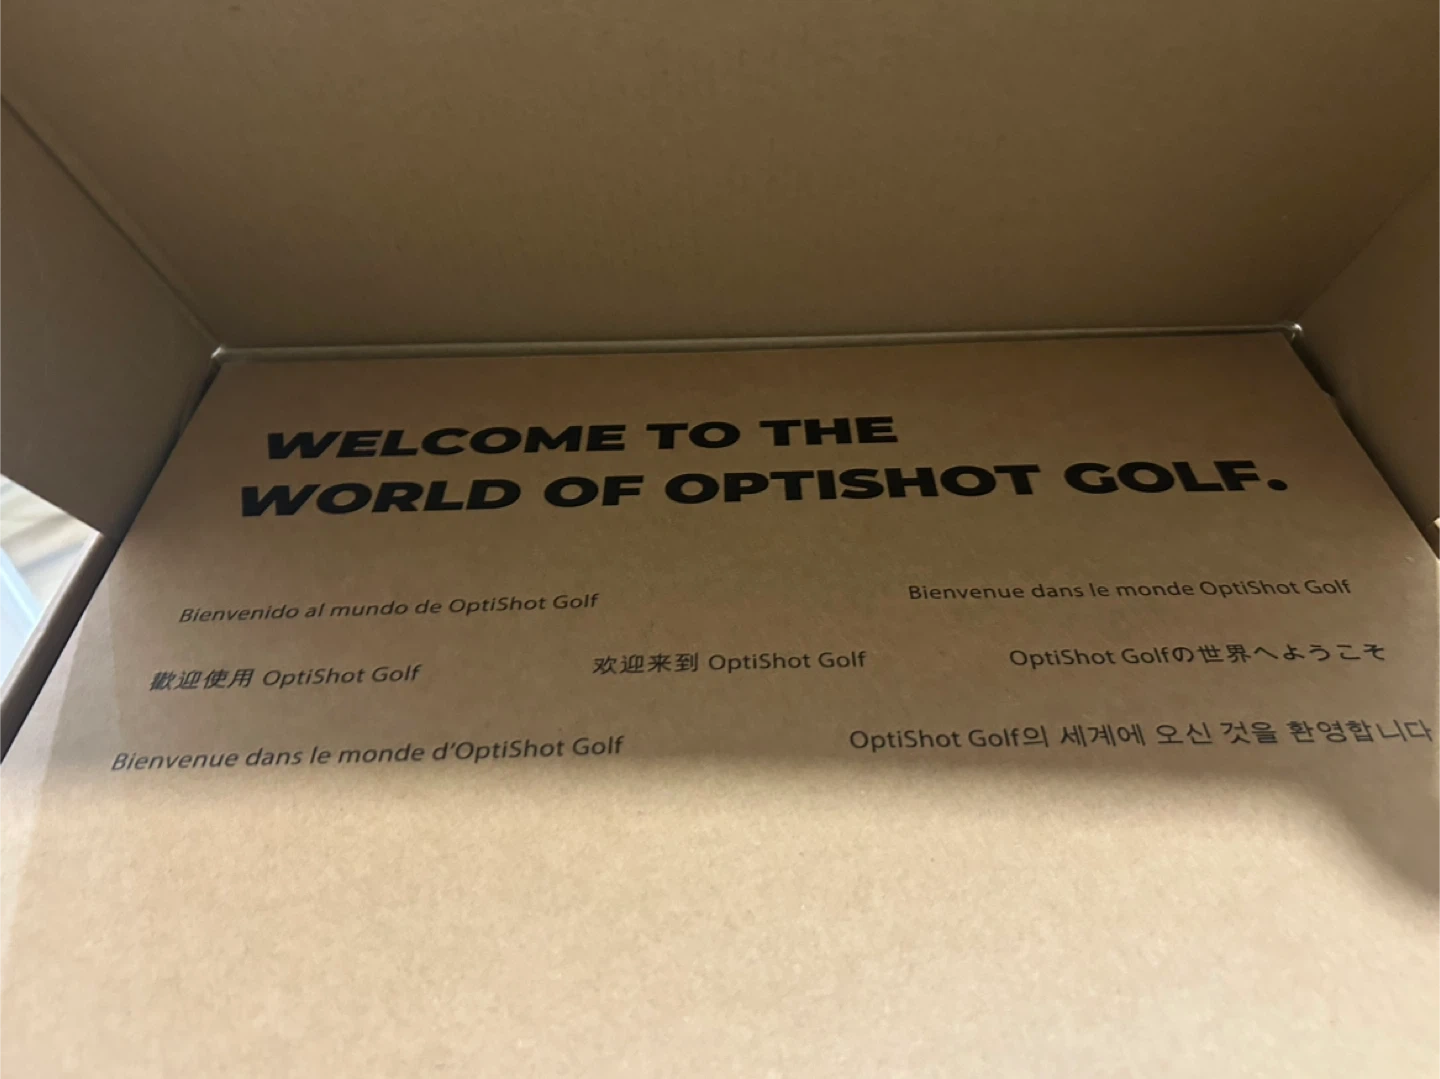 WELCOME TO THE
WORLD OF OPTISHOT GOLF.
Bienvenido al mundo de OptiShot Golf
Bienvenue dans le monde OptiShot Golf
歡迎使用 OptiShot Golf
欢迎来到 OptiShot Golf
OptiShot Golfの世界へようこそ
Bienvenue dans le monde d’OptiShot Golf
OptiShot Golf의 세계에 오신 것을 환영합니다